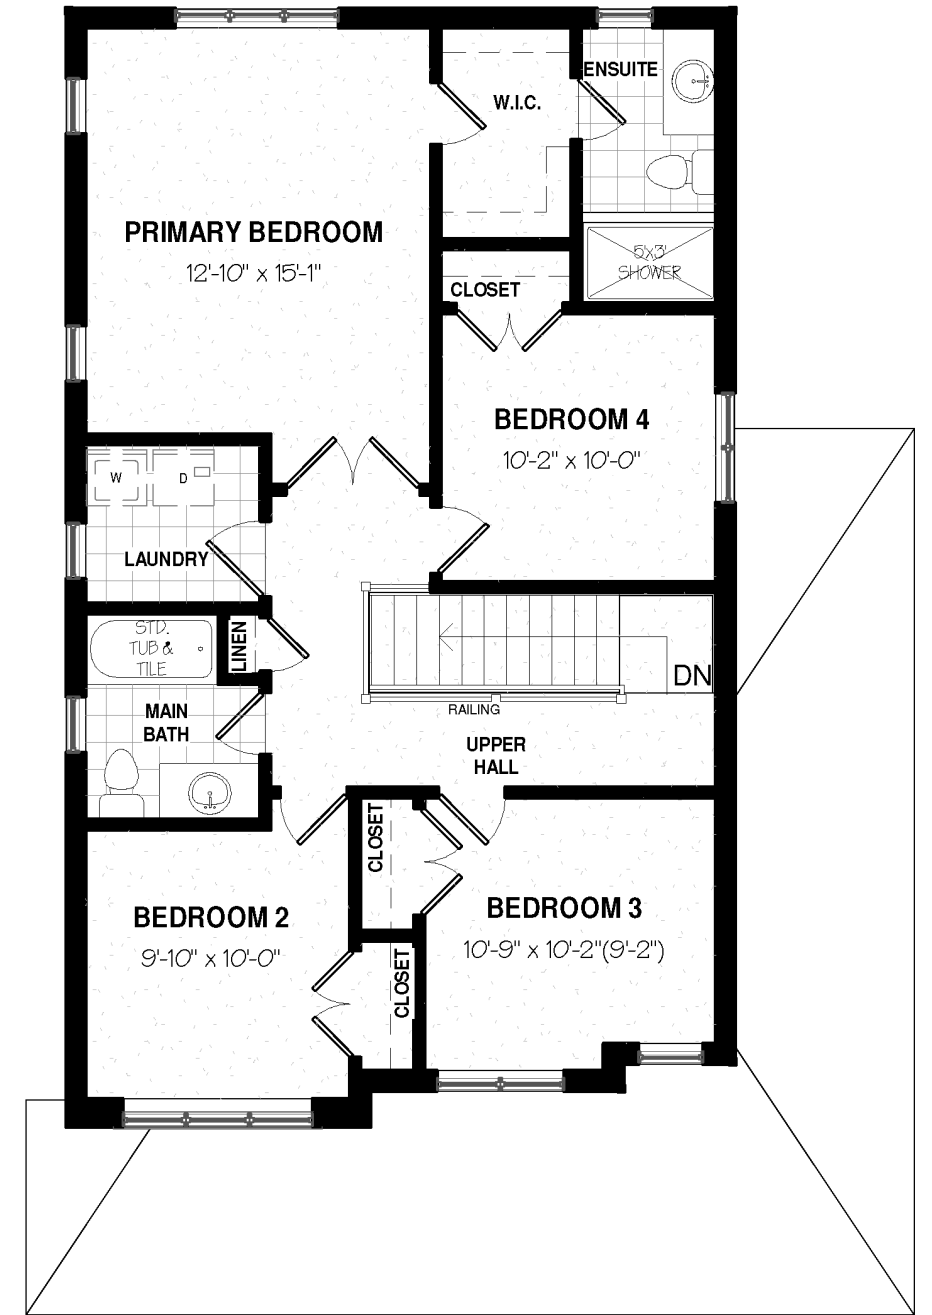 ENSUITE
W.I.C.
PRIMARY BEDROOM
12'-10" x 15'-1"
5'x3'
SHOWER
CLOSET
BEDROOM 4
10'-2" x 10'-0"
W
D
LAUNDRY
STD.
TUB &
TILE
LINEN
DN
MAIN
BATH
RAILING
UPPER
HALL
CLOSET
BEDROOM 2
9'-10" x 10'-0"
BEDROOM 3
10'-9" x 10'-2"(9'-2")
CLOSET